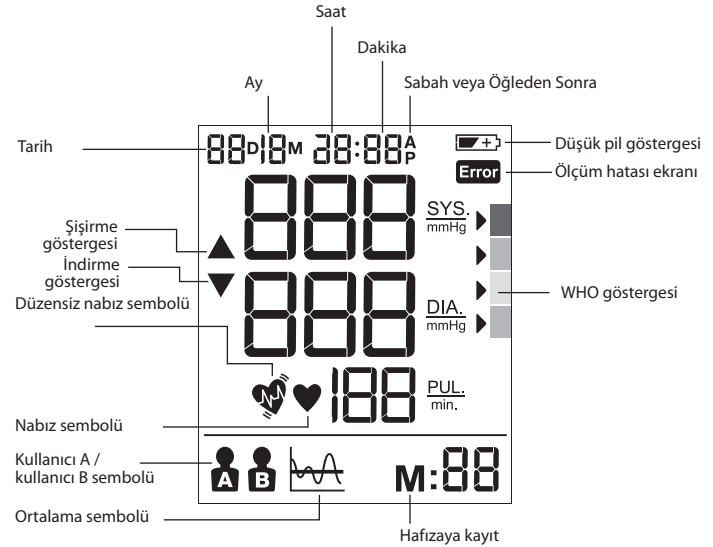 Saat
Dakika
Ay
Sabah veya Öğleden Sonra
Tarih
88D18M 28:88 A
P
Düşük pil göstergesi
Error
Ölçüm hatası ekranı
888
SYS.
mmHg
Şişirme
göstergesi
İndirme
göstergesi
888
DIA.
mmHg
WHO göstergesi
Düzensiz nabız sembolü
188
PUL.
min.
Nabız sembolü
Kullanıcı A /
kullanıcı B sembolü
A B
M:88
Ortalama sembolü
Hafızaya kayıt